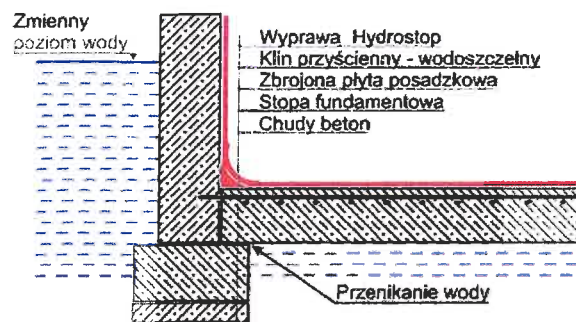 Zmienny
poziom wody
Wyprawa Hydrostop
Klin przyścienny - wodoszczelny
Zbrojona płyta posadzkowa
Stopa fundamentowa
Chudy beton
Przenikanie wody